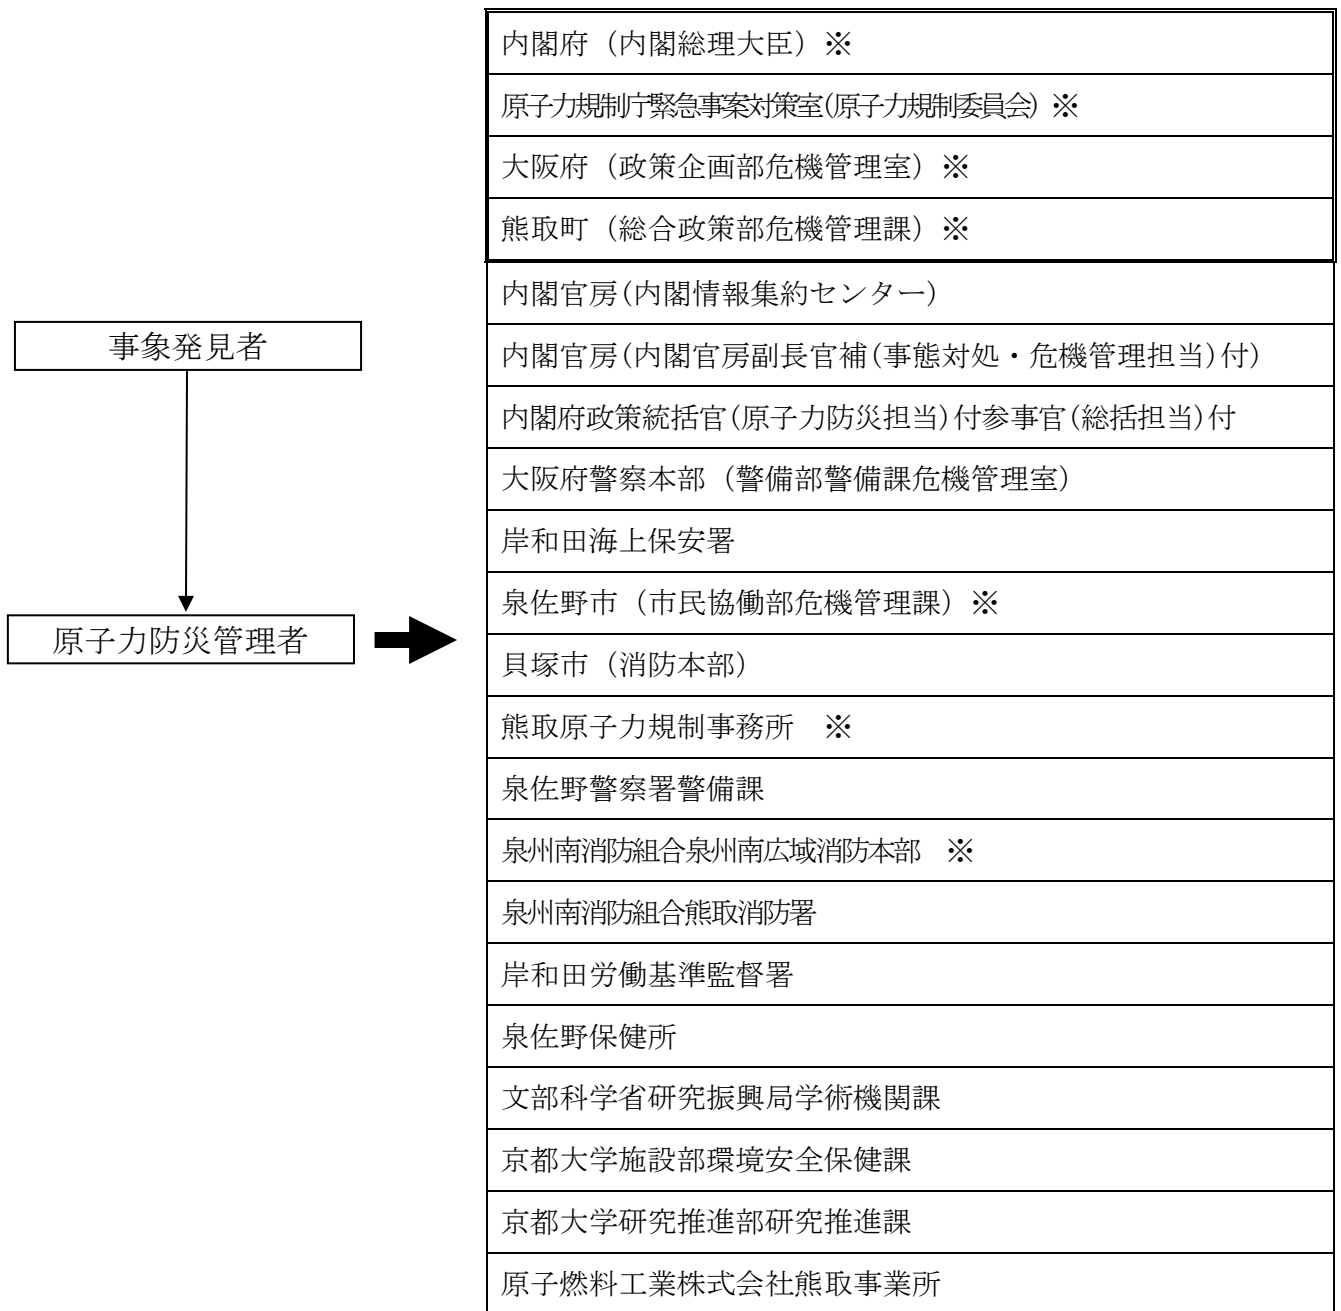 事象発見者
原子力防災管理者
内閣府（内閣総理大臣）※
原子力規制庁緊急事案対策室(原子力規制委員会) ※
大阪府（政策企画部危機管理室）※
熊取町（総合政策部危機管理課）※
内閣官房(内閣情報集約センター)
内閣官房(内閣官房副長官補(事態対処・危機管理担当)付)
内閣府政策統括官(原子力防災担当)付参事官(総括担当)付
大阪府警察本部（警備部警備課危機管理室）
岸和田海上保安署
泉佐野市（市民協働部危機管理課）※
貝塚市（消防本部）
熊取原子力規制事務所　※
泉佐野警察署警備課
泉州南消防組合泉州南広域消防本部　※
泉州南消防組合熊取消防署
岸和田労働基準監督署
泉佐野保健所
文部科学省研究振興局学術機関課
京都大学施設部環境安全保健課
京都大学研究推進部研究推進課
原子燃料工業株式会社熊取事業所